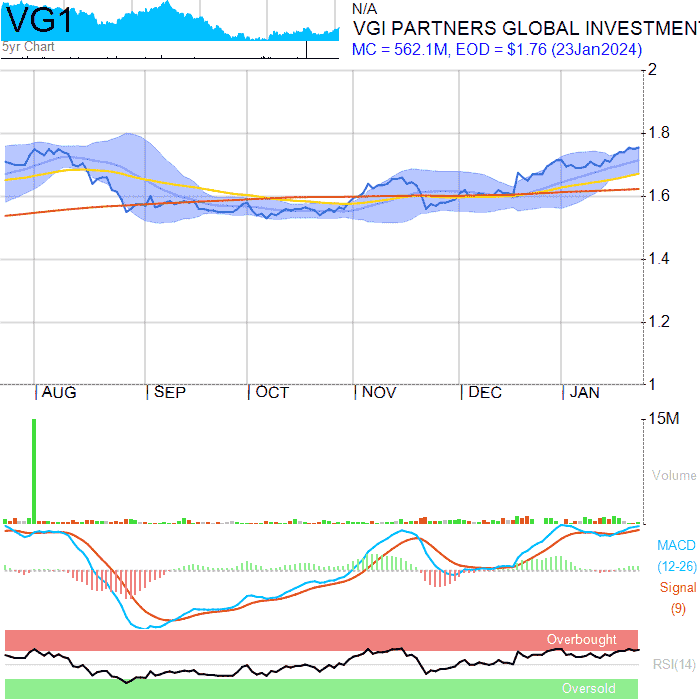 VG1
N/A
VGI PARTNERS GLOBAL INVESTMEN
5yr Chart
MC = 562.1M, EOD = $1.76 (23Jan2024)
2
1.8
1.6
1.4
1.2
1
AUG SEP OCT NOV DEC JAN
15M
Volume
MACD
(12-26)
Signal
(9)
Overbought
RSI(14)
Oversold